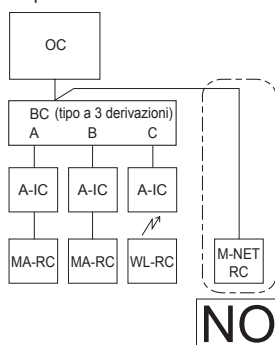 OC
BC (tipo a 3 derivazioni)
A B C
A-IC A-IC A-IC
MA-RC MA-RC WL-RC
M-NET
RC
NO